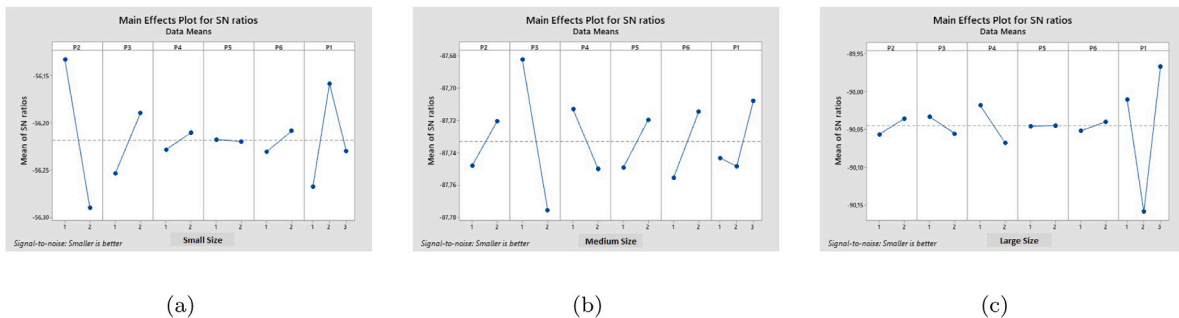 Main Effects Plot for SN ratios
Data Means
P2 P3 P4 P5 P6 P1
Mean of SN ratios
-56,15
-56,20
-56,25
-56,30
1 2 1 2 1 2 1 2 1 2 1 2 3
Small Size
Signal-to-noise: Smaller is better
(a)
Main Effects Plot for SN ratios
Data Means
P2 P3 P4 P5 P6 P1
Mean of SN ratios
-87,68
-87,70
-87,72
-87,74
-87,76
-87,78
1 2 1 2 1 2 1 2 1 2 1 2 3
Medium Size
Signal-to-noise: Smaller is better
(b)
Main Effects Plot for SN ratios
Data Means
P2 P3 P4 P5 P6 P1
Mean of SN ratios
-89,95
-90,00
-90,05
-90,10
-90,15
1 2 1 2 1 2 1 2 1 2 1 2 3
Large Size
Signal-to-noise: Smaller is better
(c)